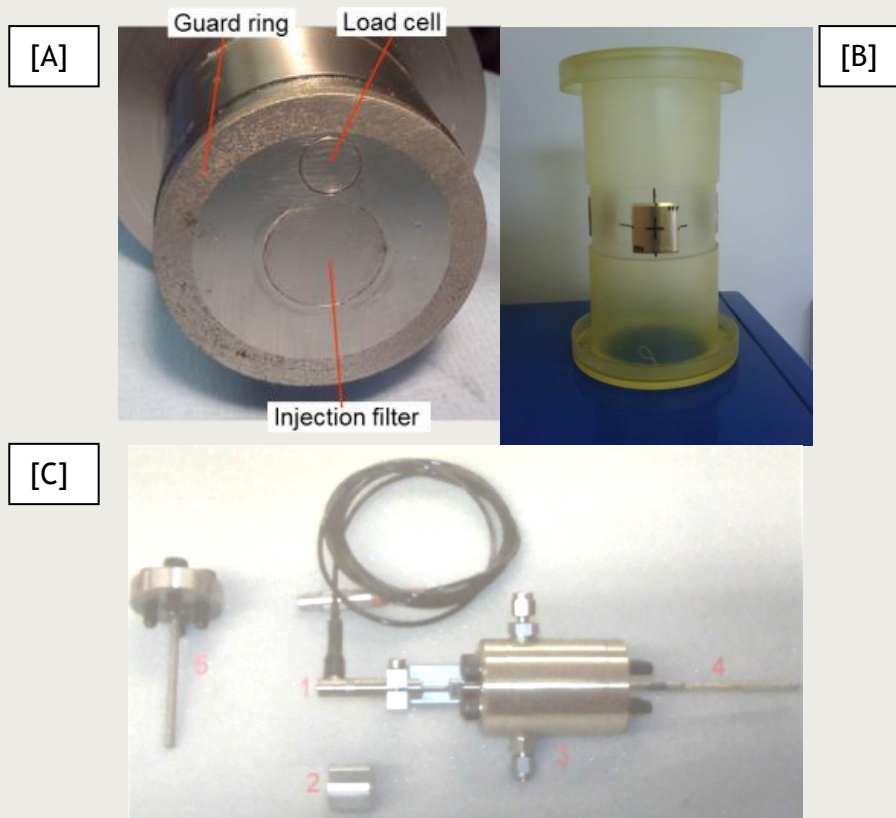 Guard ring
Load cell
[A]
[B]
Injection filter
[C]
5
1
4
2
3